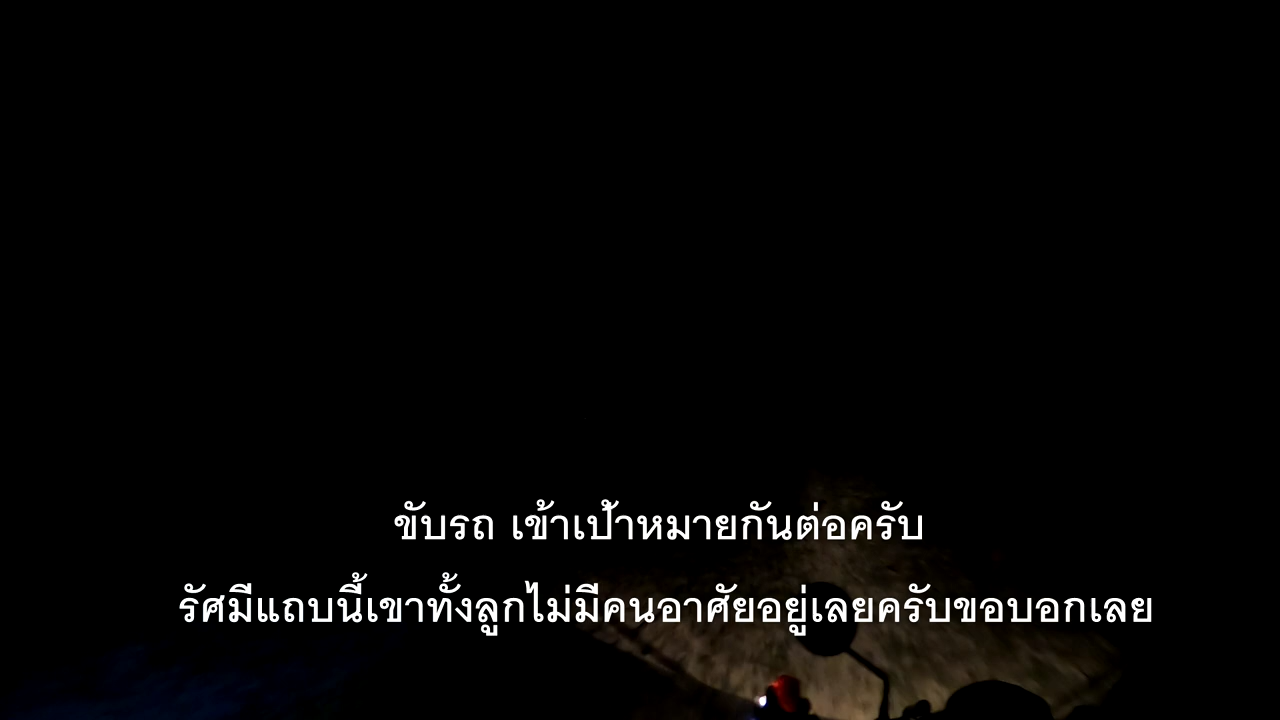 ขับรถ เข้าเป้าหมายกันต่อครับ
รัศมีแถบนี้เขาทั้งลูกไม่มีคนอาศัยอยู่เลยครับขอบอกเลย